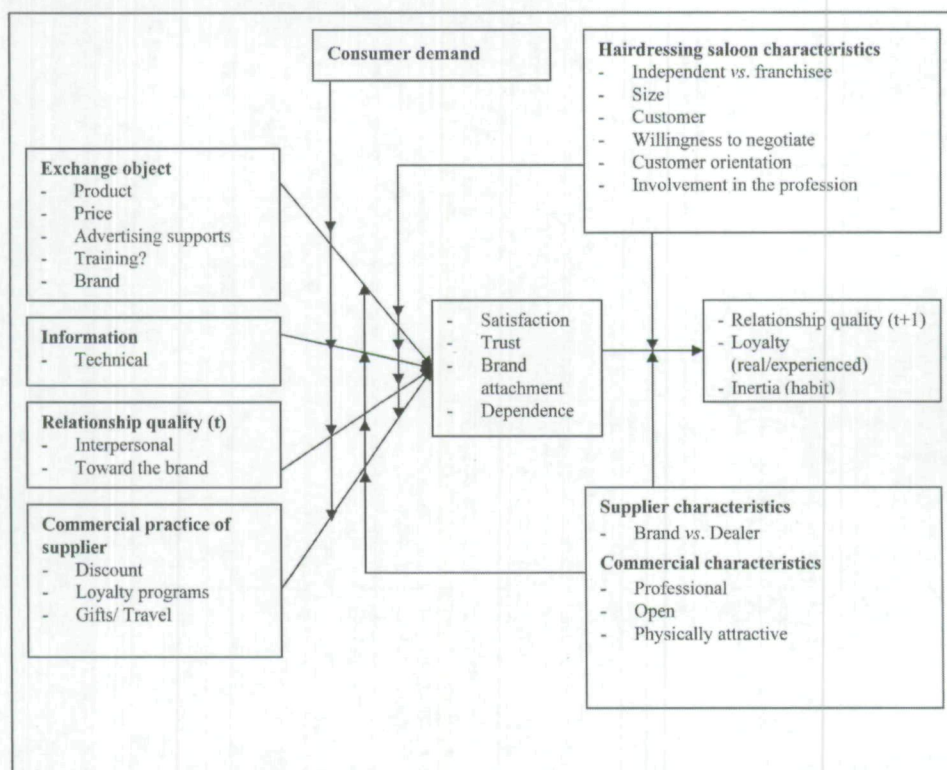 Consumer demand
Hairdressing saloon characteristics
- Independent vs. franchisee
- Size
- Customer
- Willingness to negotiate
- Customer orientation
- Involvement in the profession
Exchange object
- Product
- Price
- Advertising supports
- Training?
- Brand
Information
- Technical
Relationship quality (t)
- Interpersonal
- Toward the brand
Commercial practice of
supplier
- Discount
- Loyalty programs
- Gifts/ Travel
- Satisfaction
- Trust
- Brand
attachment
- Dependence
- Relationship quality (t+1)
- Loyalty
(real/experienced)
- Inertia (habit)
Supplier characteristics
- Brand vs. Dealer
Commercial characteristics
- Professional
- Open
- Physically attractive